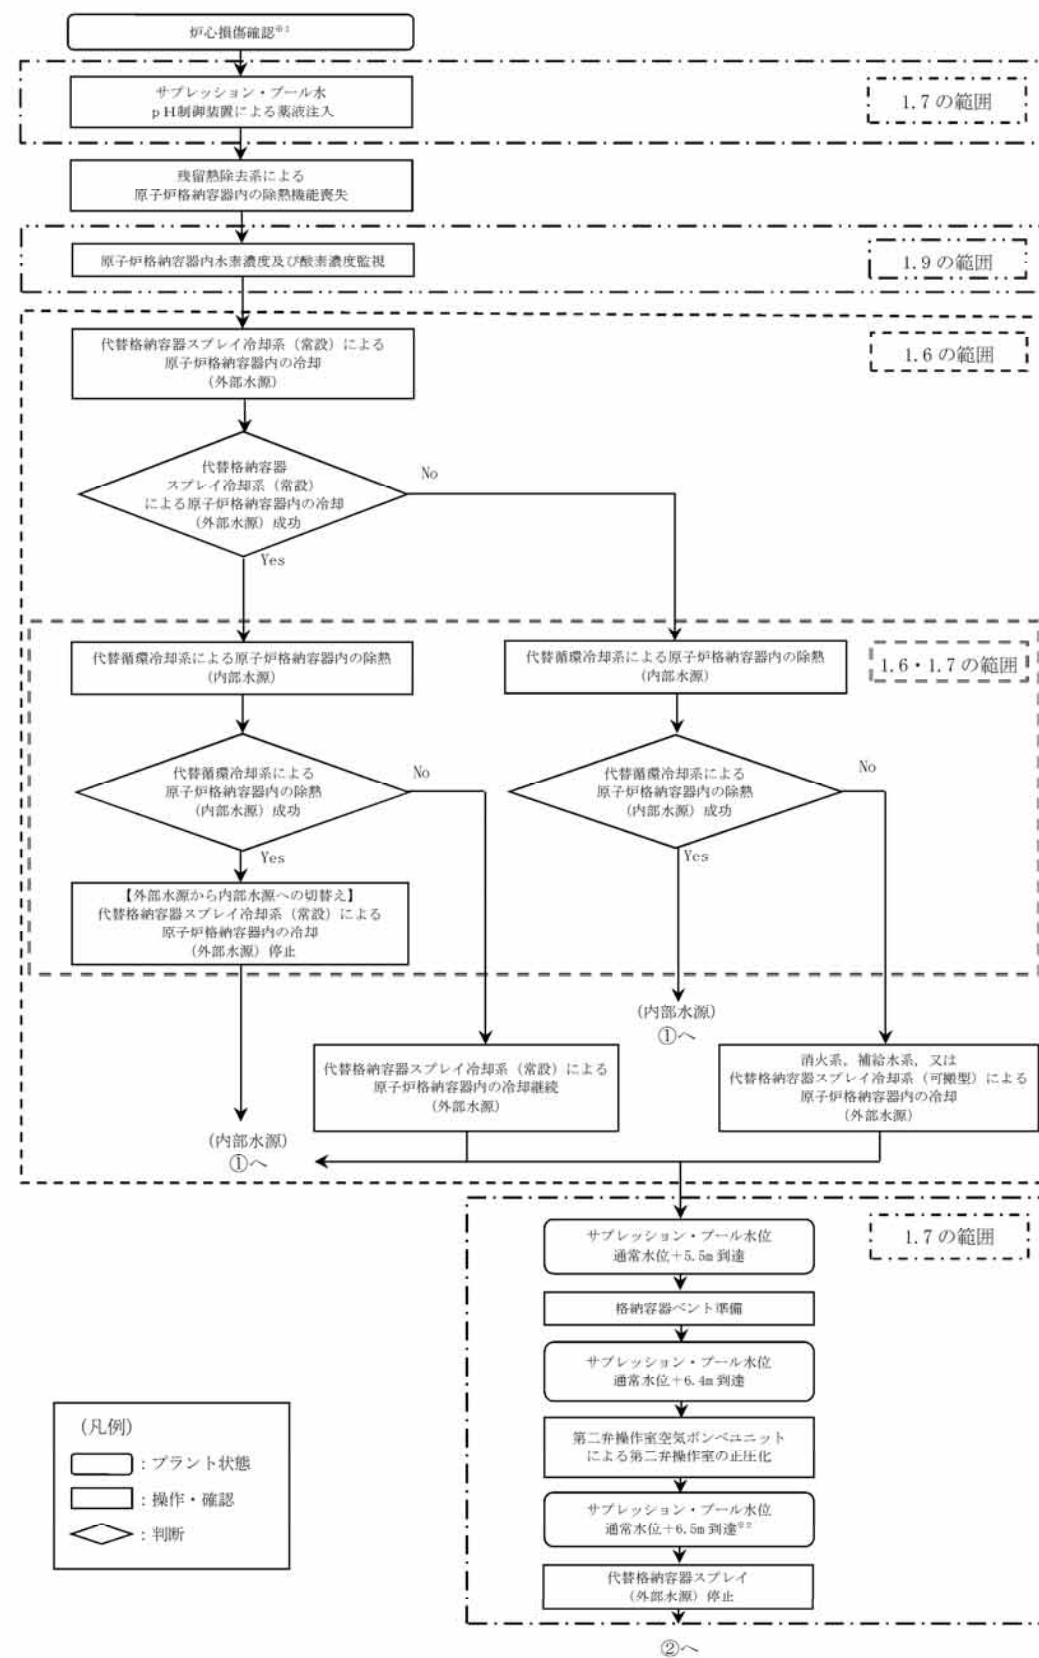 炉心損傷確認※1
サプレッション・プール水
pH制御装置による薬液注入
1.7の範囲
残留熱除去系による
原子炉格納容器内の除熱機能喪失
原子炉格納容器内水素濃度及び酸素濃度監視
1.9の範囲
代替格納容器スプレイ冷却系（常設）による
原子炉格納容器内の冷却
（外部水源）
1.6の範囲
代替格納容器
スプレイ冷却系（常設）
による原子炉格納容器内の冷却
（外部水源）成功
No
Yes
代替循環冷却系による原子炉格納容器内の除熱
（内部水源）
代替循環冷却系による原子炉格納容器内の除熱
（内部水源）
1.6・1.7の範囲
代替循環冷却系による
原子炉格納容器内の除熱
（内部水源）成功
No
Yes
代替循環冷却系による
原子炉格納容器内の除熱
（内部水源）成功
No
Yes
【外部水源から内部水源への切替え】
代替格納容器スプレイ冷却系（常設）による
原子炉格納容器内の冷却
（外部水源）停止
（内部水源）
①へ
代替格納容器スプレイ冷却系（常設）による
原子炉格納容器内の冷却継続
（外部水源）
消火系，補給水系，又は
代替格納容器スプレイ冷却系（可搬型）による
原子炉格納容器内の冷却
（外部水源）
（内部水源）
①へ
サプレッション・プール水位
通常水位＋5.5m到達
1.7の範囲
格納容器ベント準備
サプレッション・プール水位
通常水位＋6.4m到達
第二弁操作室空気ボンベユニット
による第二弁操作室の正圧化
サプレッション・プール水位
通常水位＋6.5m到達※2
代替格納容器スプレイ
（外部水源）停止
②へ
（凡例）
：プラント状態
：操作・確認
：判断